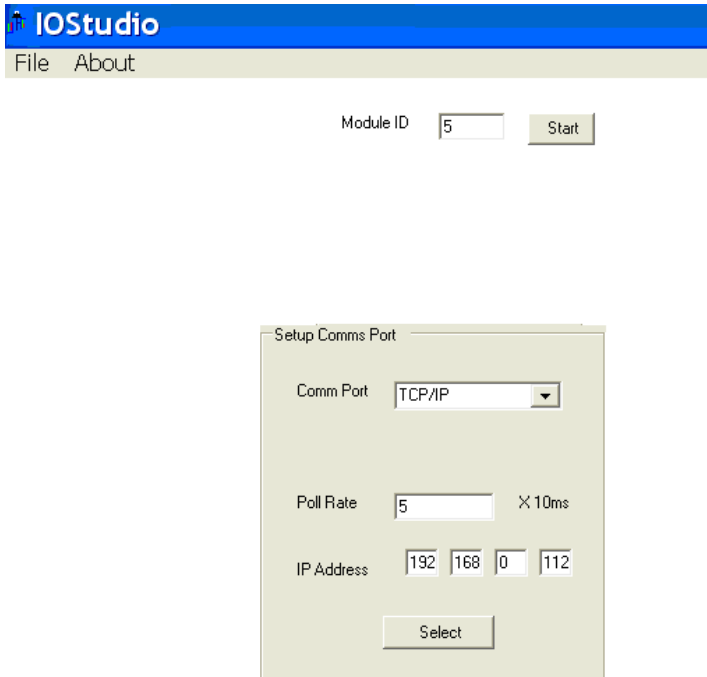 IOStudio
File About
Module ID 5 Start
Setup Comms Port
Comm Port TCP/IP
Poll Rate 5 X 10ms
IP Address 192 168 0 112
Select